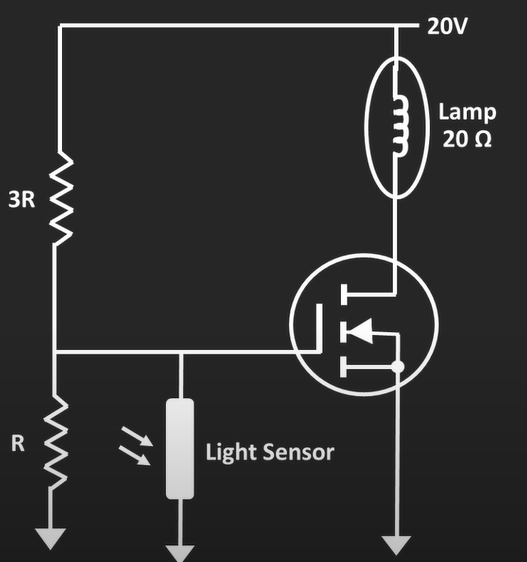 20V
Lamp
20 Ω
3R
R
Light Sensor